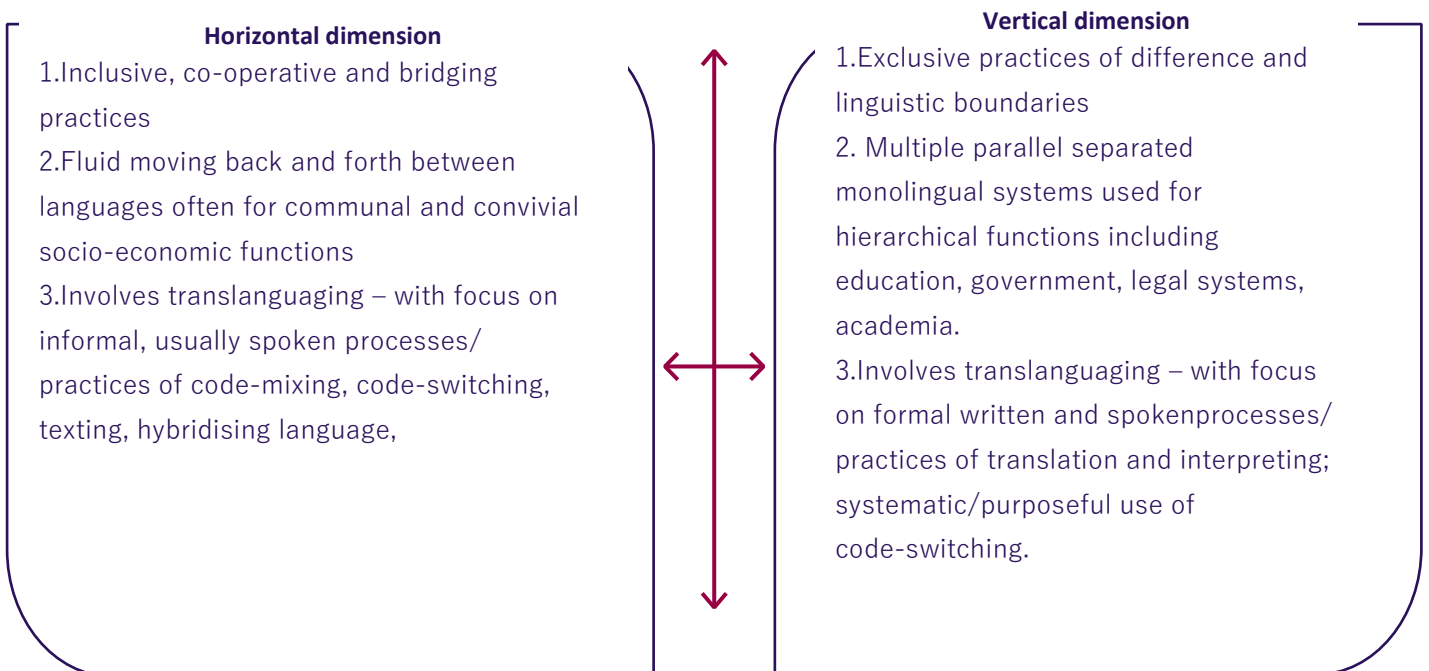 Horizontal dimension
1.Inclusive, co-operative and bridging
practices
2.Fluid moving back and forth between
languages often for communal and convivial
socio-economic functions
3.Involves translanguaging – with focus on
informal, usually spoken processes/
practices of code-mixing, code-switching,
texting, hybridising language,
Vertical dimension
1.Exclusive practices of difference and
linguistic boundaries
2. Multiple parallel separated
monolingual systems used for
hierarchical functions including
education, government, legal systems,
academia.
3.Involves translanguaging – with focus
on formal written and spokenprocesses/
practices of translation and interpreting;
systematic/purposeful use of
code-switching.